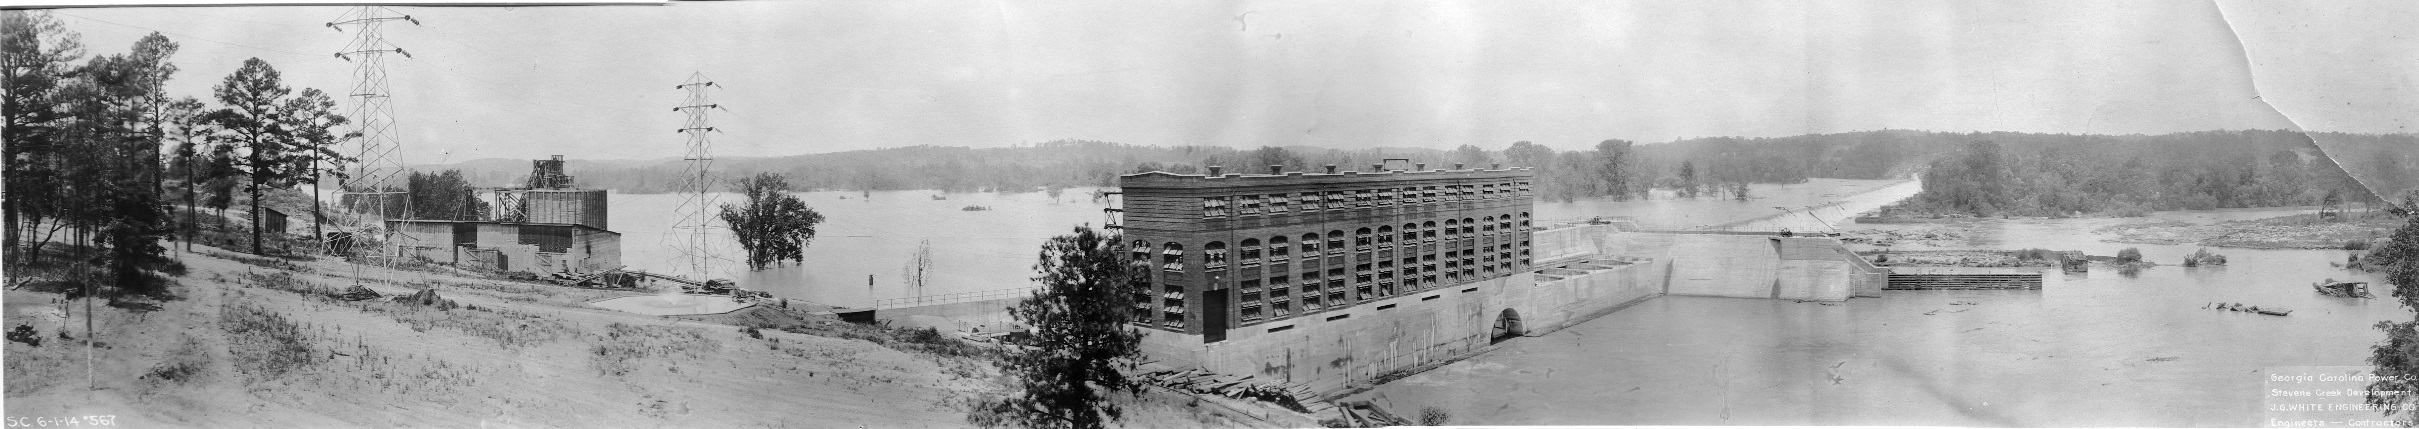 S.C. 6-1-14 #567
Georgia Carolina Power Co.
Stevens Creek Development
J.G. WHITE ENGINEERING CO.
Engineers — Contractors